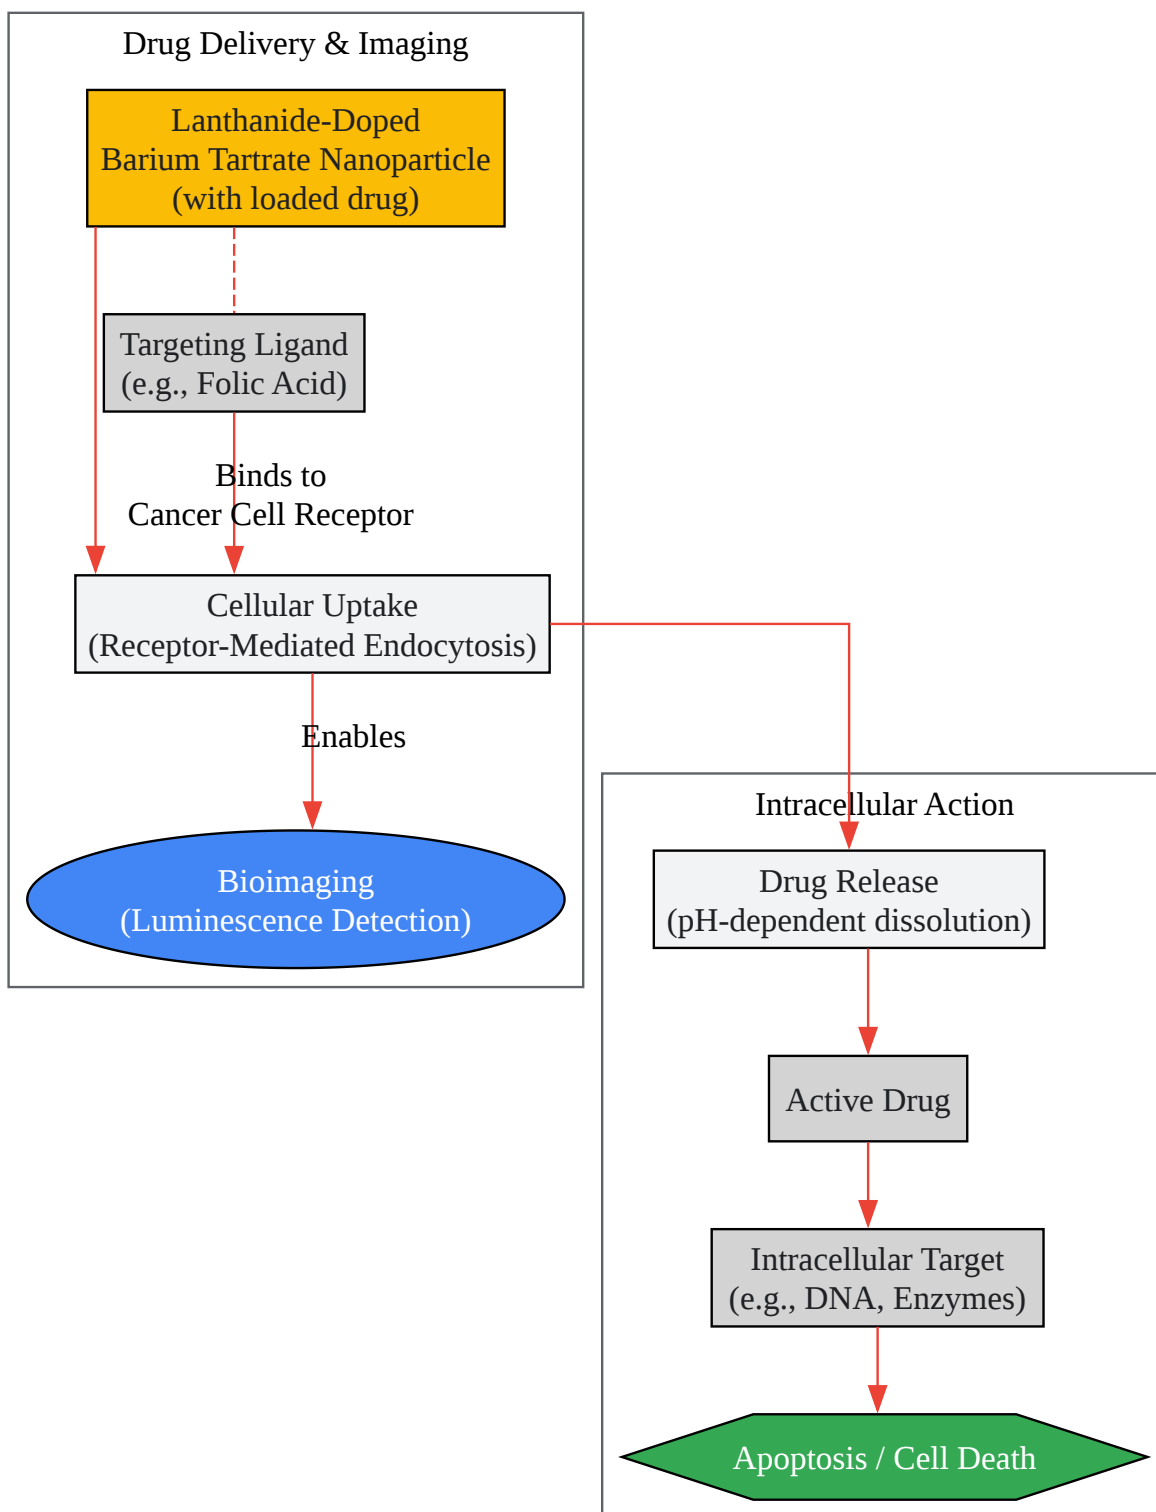 Drug Delivery & Imaging
Lanthanide-Doped
Barium Tartrate Nanoparticle
(with loaded drug)
Targeting Ligand
(e.g., Folic Acid)
Binds to
Cancer Cell Receptor
Cellular Uptake
(Receptor-Mediated Endocytosis)
Enables
Bioimaging
(Luminescence Detection)
Intracellular Action
Drug Release
(pH-dependent dissolution)
Active Drug
Intracellular Target
(e.g., DNA, Enzymes)
Apoptosis / Cell Death